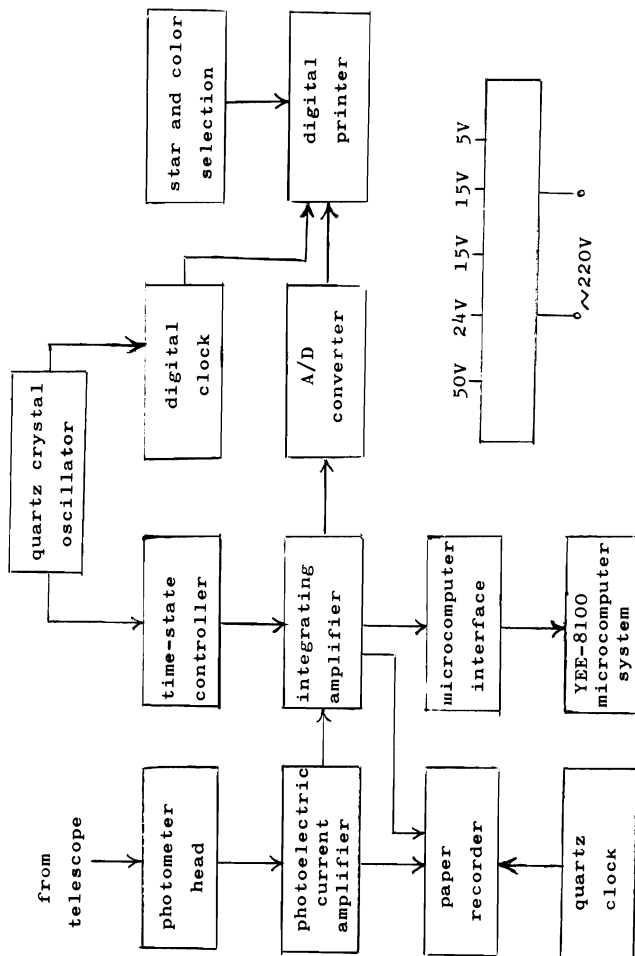 from
telescope
photometer
head
photoelectric
current
amplifier
paper
recorder
quartz
clock
quartz crystal
oscillator
time-state
controller
integrating
amplifier
microcomputer
interface
YEE-8100
microcomputer
system
digital
clock
A/D
converter
star and color
selection
digital
printer
50V 24V 15V 15V 5V
~220V